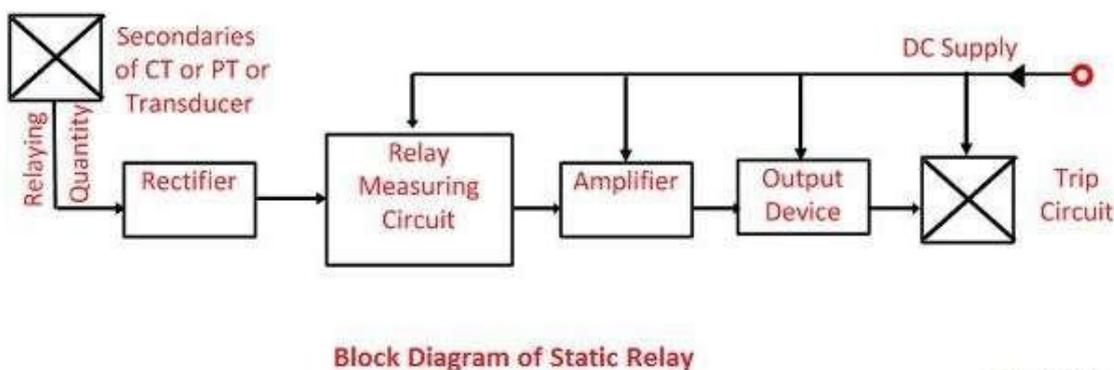 Secondaries
of CT or PT or
Transducer
DC Supply
Relaying
Quantity
Rectifier
Relay
Measuring
Circuit
Amplifier
Output
Device
Trip
Circuit
Block Diagram of Static Relay